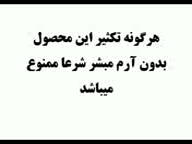 هرگونه تکثیر این محصول
بدون آرم مبشر شرعا ممنوع
میباشد